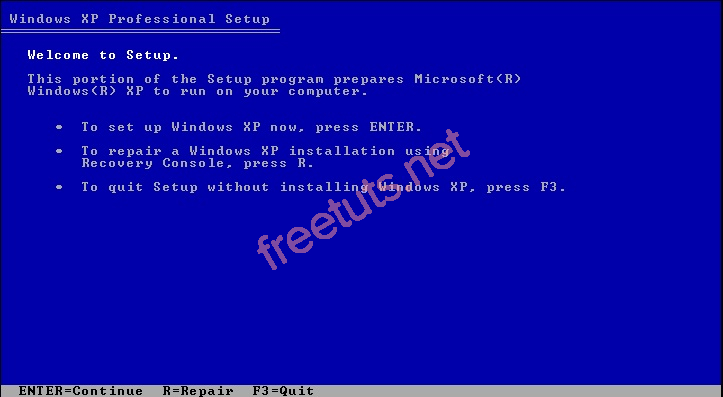 Windows XP Professional Setup
Welcome to Setup.
This portion of the Setup program prepares Microsoft(R)
Windows(R) XP to run on your computer.
• To set up Windows XP now, press ENTER.
• To repair a Windows XP installation using
Recovery Console, press R.
• To quit Setup without installing Windows XP, press F3.
freetuts.net
ENTER=Continue R=Repair F3=Quit